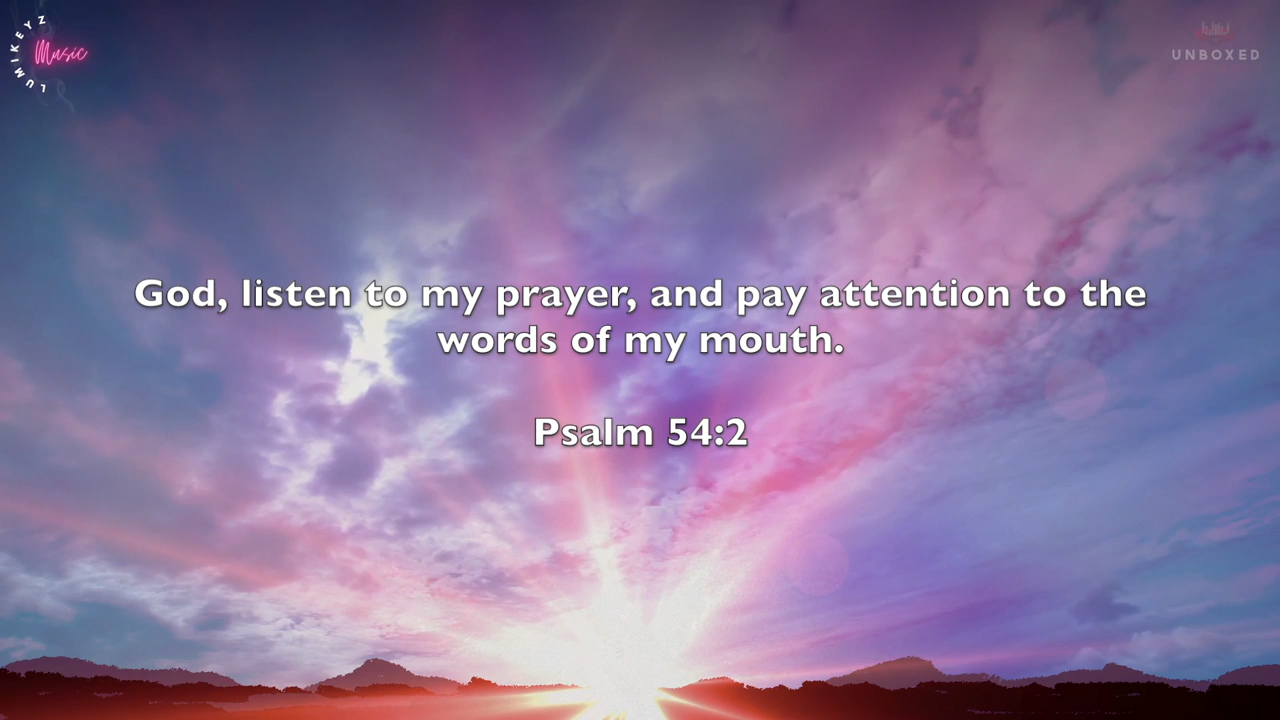 LUMIKEYZ
Music
UNBOXED
God, listen to my prayer, and pay attention to the
words of my mouth.
Psalm 54:2